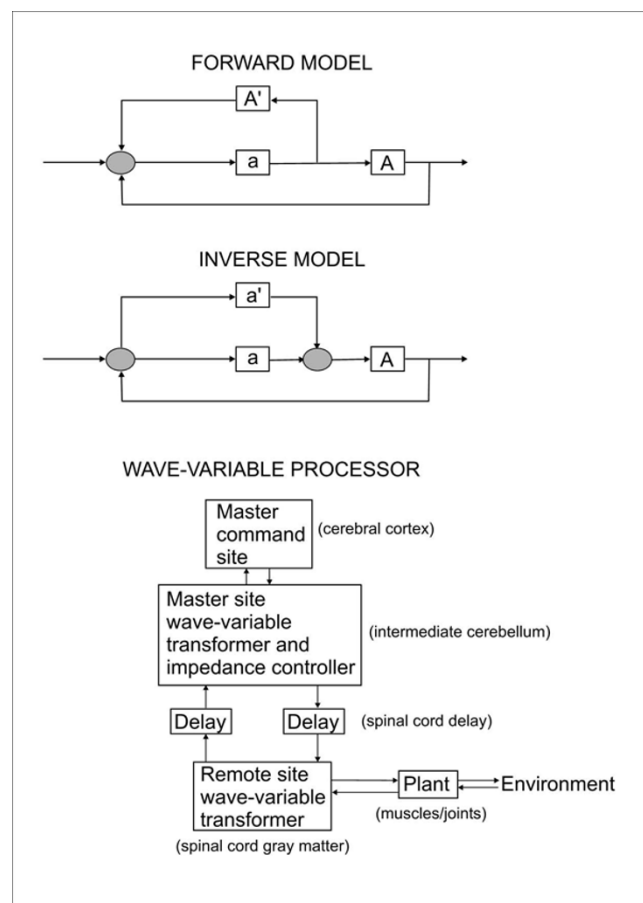 FORWARD MODEL
A'
a
A
INVERSE MODEL
a'
a
A
WAVE-VARIABLE PROCESSOR
Master
command
site
(cerebral cortex)
Master site
wave-variable
transformer and
impedance controller
(intermediate cerebellum)
Delay
Delay
(spinal cord delay)
Remote site
wave-variable
transformer
(spinal cord gray matter)
Plant
(muscles/joints)
Environment